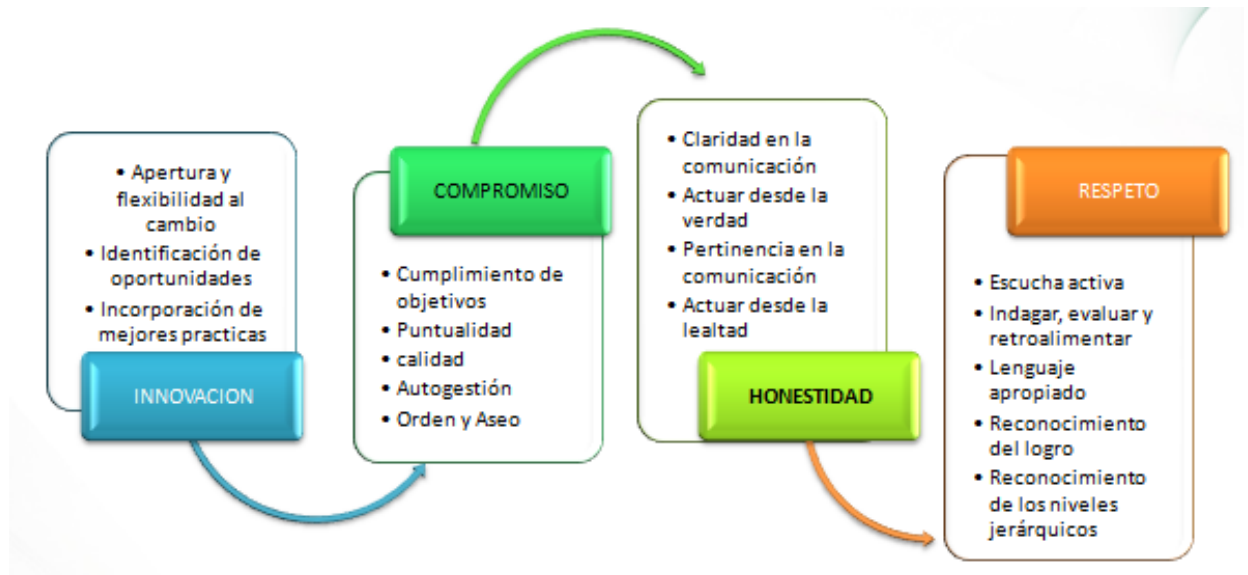 • Apertura y
flexibilidad al
cambio
• Identificación de
oportunidades
• Incorporación de
mejores practicas
INNOVACION
COMPROMISO
• Cumplimiento de
objetivos
• Puntualidad
• calidad
• Autogestión
• Orden y Aseo
• Claridad en la
comunicación
• Actuar desde la
verdad
• Pertinencia en la
comunicación
• Actuar desde la
lealtad
HONESTIDAD
RESPETO
• Escucha activa
• Indagar, evaluar y
retroalimentar
• Lenguaje
apropiado
• Reconocimiento
del logro
• Reconocimiento
de los niveles
jerárquicos